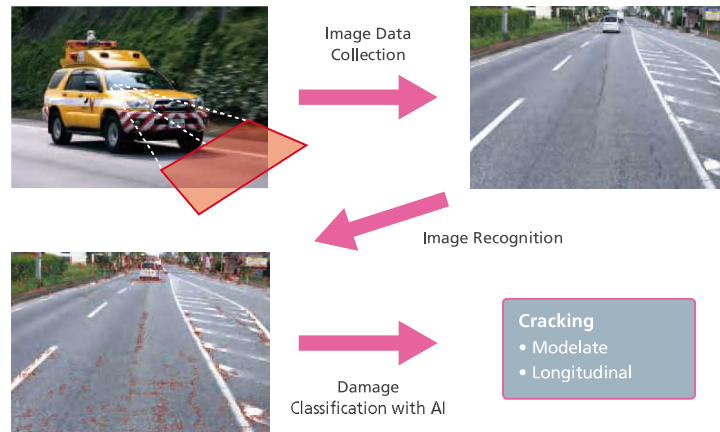 Image Data
Collection
Image Recognition
Damage
Classification with AI
Cracking
• Modelate
• Longitudinal